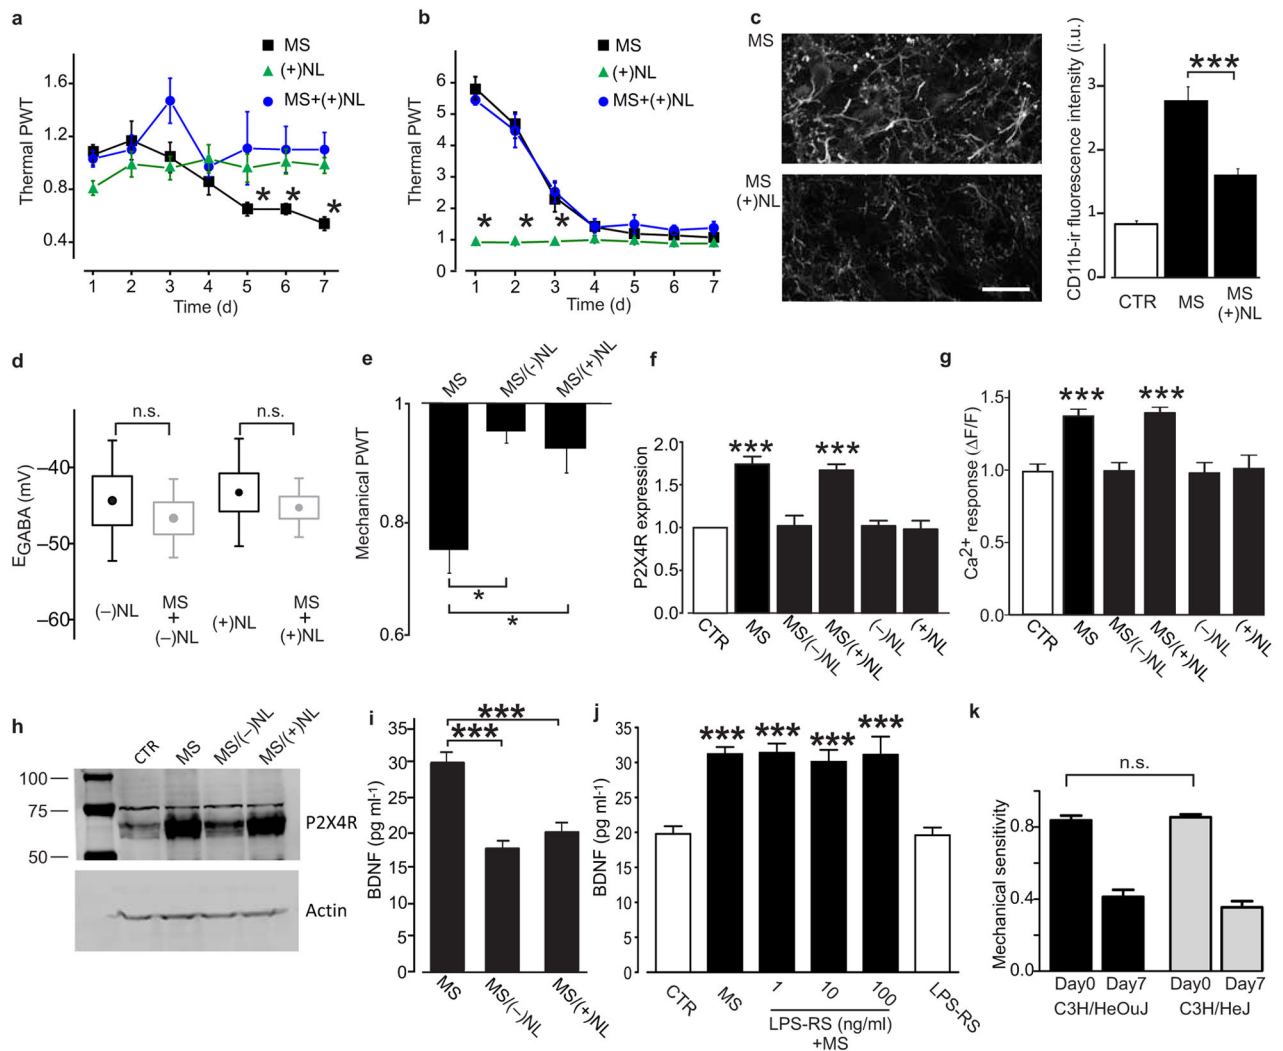 a
MS
(+)NL
MS+(+)NL
Thermal PWT
1.6
1.2
0.8
0.4
*
*
*
1 2 3 4 5 6 7
Time (d)
b
MS
(+)NL
MS+(+)NL
Thermal PWT
6
5
4
3
2
1
0
* * *
1 2 3 4 5 6 7
Time (d)
c
MS
MS
(+)NL
CD11b-ir fluorescence intensity (i.u.)
3
2
1
0
***
CTR MS MS
(+)NL
d
n.s. n.s.
EGABA (mV)
–40
–50
–60
(–)NL MS
+
(–)NL
(+)NL MS
+
(+)NL
e
MS MS/(-)NL MS/(+)NL
Mechanical PWT
1
0.8
0.6
*
*
f
P2X4R expression
2.0
1.5
1.0
0.5
0.0
*** ***
CTR MS MS/(–)NL MS/(+)NL (–)NL (+)NL
g
Ca2+ response (ΔF/F)
1.5
1.0
0.5
0.0
*** ***
CTR MS MS/(–)NL MS/(+)NL (–)NL (+)NL
h
CTR MS MS/(–)NL MS/(+)NL
100
75
50
P2X4R
Actin
i
BDNF (pg ml-1)
35
30
25
20
15
10
5
0
***
***
MS MS/(–)NL MS/(+)NL
j
BDNF (pg ml-1)
35
30
25
20
15
10
5
0
*** *** *** ***
CTR MS 1 10 100 LPS-RS
LPS-RS (ng/ml)
+MS
k
n.s.
Mechanical sensitivity
0.8
0.4
0.0
Day0 Day7 Day0 Day7
C3H/HeOuJ C3H/HeJ